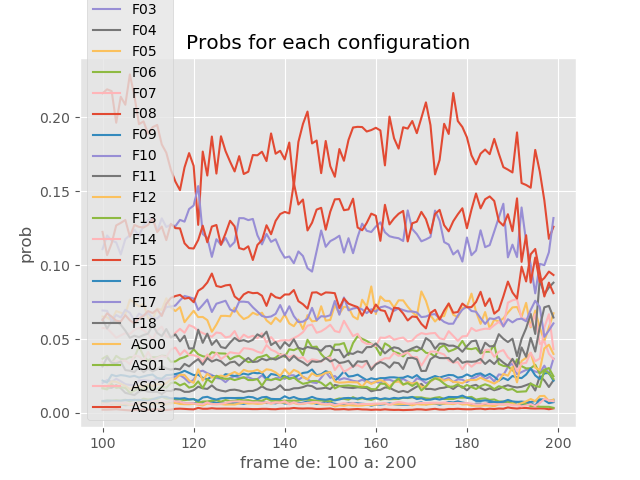 F03
F04
F05
F06
F07
F08
F09
F10
F11
F12
F13
F14
F15
F16
F17
F18
AS00
AS01
AS02
AS03
Probs for each configuration
0.20
0.15
0.10
0.05
0.00
prob
100 120 140 160 180 200
frame de: 100 a: 200